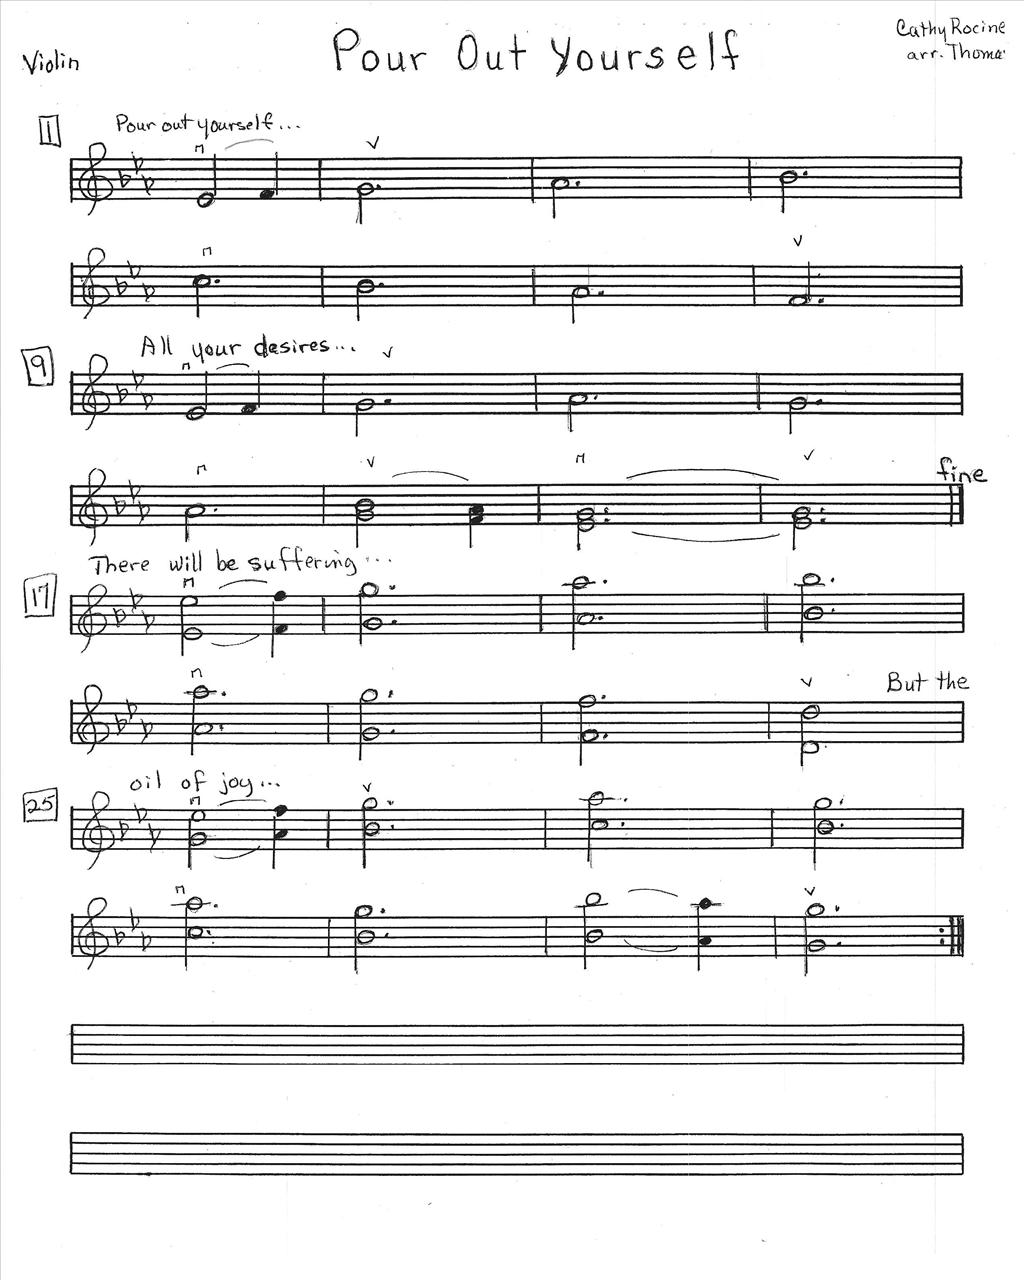 Violin
Pour Out Yourself
Cathy Rocine
arr. Thoma
1
Pour out yourself...
9
All your desires...
fine
17
There will be suffering...
But the
25
oil of joy...